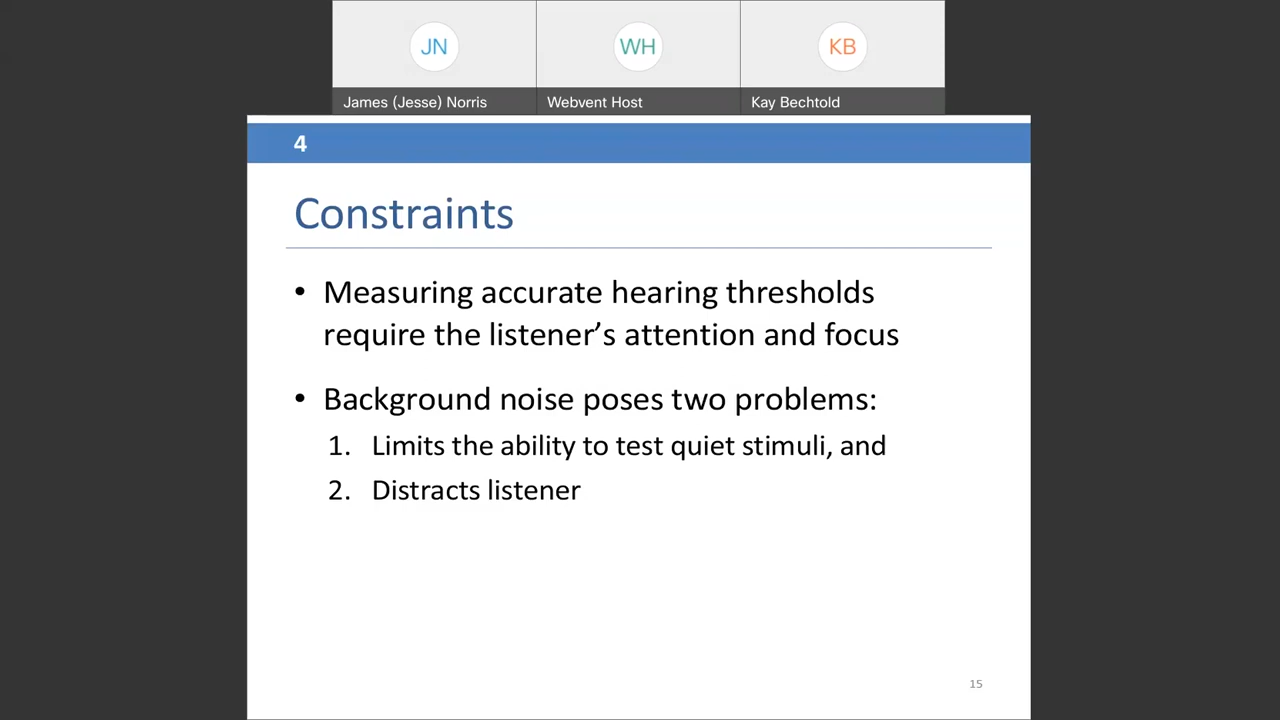 JN
WH
KB
James (Jesse) Norris
Webvent Host
Kay Bechtold
4
Constraints
• Measuring accurate hearing thresholds
require the listener’s attention and focus
• Background noise poses two problems:
1. Limits the ability to test quiet stimuli, and
2. Distracts listener
15